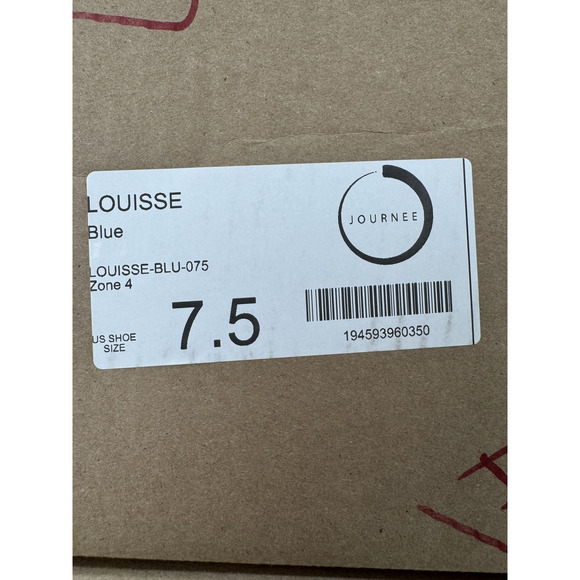 LOUISSE
Blue
JOURNEE
LOUISSE-BLU-075
Zone 4
US SHOE
SIZE
7.5
194593960350